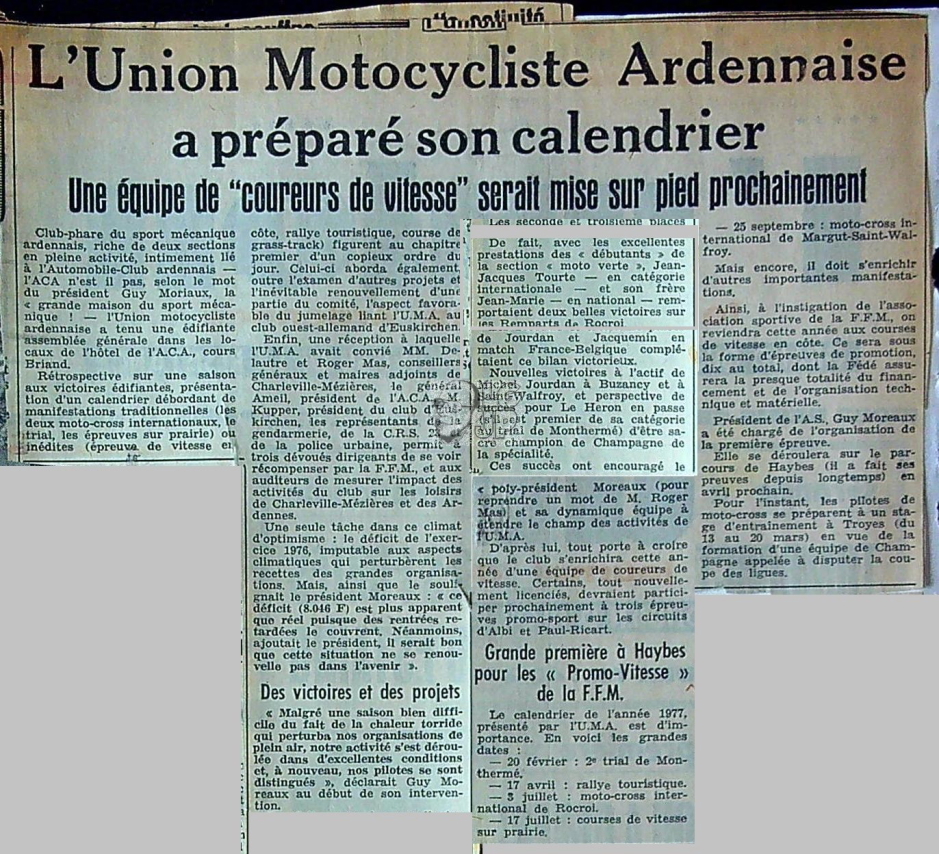 L'Union Motocycliste Ardennaise
a préparé son calendrier
Une équipe de "coureurs de vitesse" serait mise sur pied prochainement
Club-phare du sport mécanique
ardennais, riche de deux sections
en pleine activité, intimement lié
à l'Automobile-Club ardennais —
l'ACA n'est il pas, selon le mot
du président Guy Moriaux, la
« grande maison du sport méca-
nique ! — l'Union motocycliste
ardennaise a tenu une édifiante
assemblée générale dans les lo-
caux de l'hôtel de l'A.C.A., cours
Briand.
Rétrospective sur une saison
aux victoires édifiantes, présenta-
tion d'un calendrier débordant de
manifestations traditionnelles (les
deux moto-cross internationaux, le
trial, les épreuves sur prairie) ou
inédites (épreuve de vitesse en
côte, rallye touristique, course de
grass-track) figurent au chapitre
premier d'un copieux ordre du
jour. Celui-ci aborda également,
outre l'examen d'autres projets et
l'inévitable renouvellement d'une
partie du comité, l'aspect favora-
ble du jumelage liant l'U.M.A. au
club ouest-allemand d'Euskirchen.
Enfin, une réception à laquelle
l'U.M.A. avait convié MM. De-
lautre et Roger Mas, conseillers
généraux et maires adjoints de
Charleville-Mézières, le général
Ameil, président de l'A.C.A., M.
Kupper, président du club d'Eus-
kirchen, les représentants de la
gendarmerie, de la C.R.S. 23 et
de la police urbaine, permit à
trois dévoués dirigeants de se voir
récompenser par la F.F.M., et aux
auditeurs de mesurer l'impact des
activités du club sur les loisirs
de Charleville-Mézières et des Ar-
dennes.
Une seule tâche dans ce climat
d'optimisme : le déficit de l'exer-
cice 1976, imputable aux aspects
climatiques qui perturbèrent les
recettes des grandes organisa-
tions. Mais, ainsi que le souli-
gnait le président Moreaux : « ce
déficit (8.046 F) est plus apparent
que réel puisque des rentrées re-
tardées le couvrent. Néanmoins,
ajoutait le président, il serait bon
que cette situation ne se renou-
velle pas dans l'avenir ».
Des victoires et des projets
« Malgré une saison bien diffi-
cile du fait de la chaleur torride
qui perturba nos organisations de
plein air, notre activité s'est dérou-
lée dans d'excellentes conditions
et, à nouveau, nos pilotes se sont
distingués », déclarait Guy Mo-
reaux au début de son interven-
tion.
Les seconde et troisième places
De fait, avec les excellentes
prestations des « débutants » de
la section « moto verte », Jean-
Jacques Tourte — en catégorie
internationale — et son frère
Jean-Marie — en national — rem-
portaient deux belles victoires sur
les Remparts de Rocroi
de Jourdan et Jacquemin en
match France-Belgique complé-
tent ce bilan victorieux.
Nouvelles victoires à l'actif de
Michel Jourdan à Buzancy et à
Saint-Walfroy, et perspective de
succès pour Le Heron en passe
(s'il est premier de sa catégorie
au trial de Monthermé) d'être sa-
cré champion de Champagne de
la spécialité.
Ces succès ont encouragé le
« poly-président Moreaux (pour
reprendre un mot de M. Roger
Mas) et sa dynamique équipe à
étendre le champ des activités de
l'U.M.A.
D'après lui, tout porte à croire
que le club s'enrichira cette an-
née d'une équipe de coureurs de
vitesse. Certains, tout nouvelle-
ment licenciés, devraient partici-
per prochainement à trois épreu-
ves promo-sport sur les circuits
d'Albi et Paul-Ricart.
Grande première à Haybes
pour les « Promo-Vitesse »
de la F.F.M.
Le calendrier de l'année 1977,
présenté par l'U.M.A. est d'im-
portance. En voici les grandes
dates :
— 20 février : 2e trial de Mon-
thermé.
— 17 avril : rallye touristique.
— 3 juillet : moto-cross inter-
national de Rocroi.
— 17 juillet : courses de vitesse
sur prairie.
— 25 septembre : moto-cross in-
ternational de Margut-Saint-Wal-
froy.
Mais encore, il doit s'enrichir
d'autres importantes manifesta-
tions.
Ainsi, à l'instigation de l'asso-
ciation sportive de la F.F.M., on
reviendra cette année aux courses
de vitesse en côte. Ce sera sous
la forme d'épreuves de promotion,
dix au total, dont la Fédé assu-
rera la presque totalité du finan-
cement et de l'organisation tech-
nique et matérielle.
Président de l'A.S., Guy Moreaux
a été chargé de l'organisation de
la première épreuve.
Elle se déroulera sur le par-
cours de Haybes (il a fait ses
preuves depuis longtemps) en
avril prochain.
Pour l'instant, les pilotes de
moto-cross se préparent à un sta-
ge d'entraînement à Troyes (du
13 au 20 mars) en vue de la
formation d'une équipe de Cham-
pagne appelée à disputer la cou-
pe des ligues.